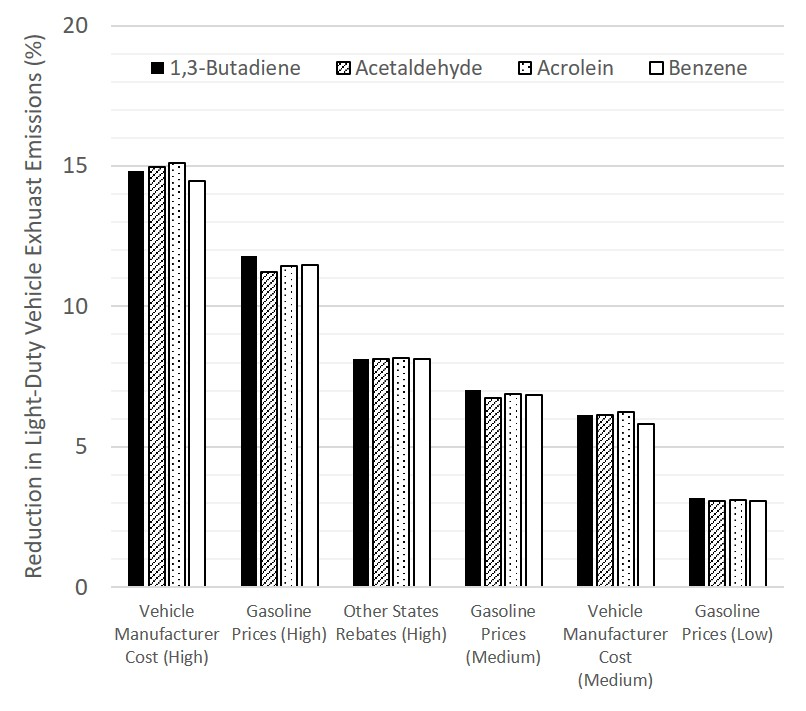 Reduction in Light-Duty Vehicle Exhuast Emissions (%)
20
15
10
5
0
1,3-Butadiene Acetaldehyde Acrolein Benzene
Vehicle
Manufacturer
Cost (High)
Gasoline
Prices (High)
Other States
Rebates (High)
Gasoline
Prices
(Medium)
Vehicle
Manufacturer
Cost
(Medium)
Gasoline
Prices (Low)